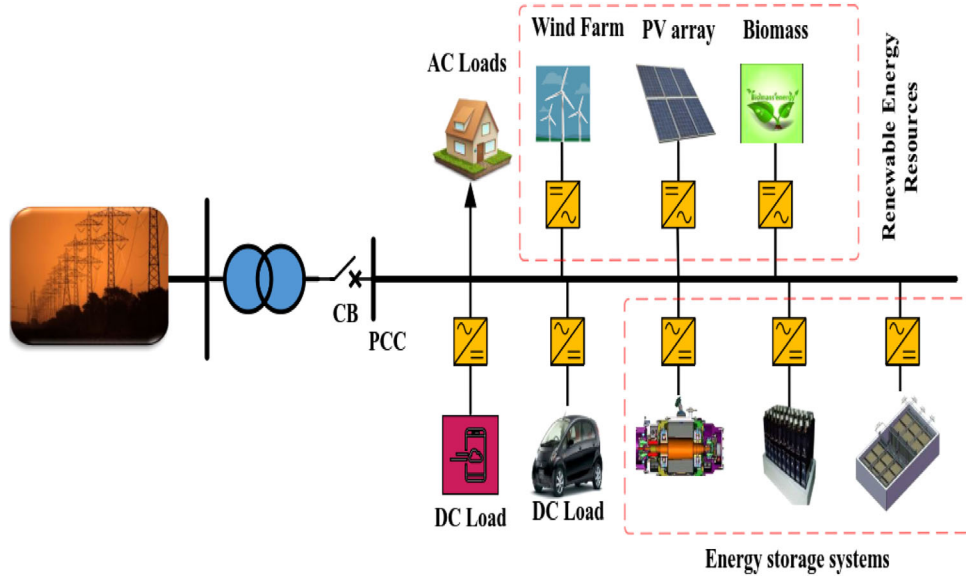 Wind Farm
PV array
Biomass
AC Loads
Renewable Energy
Resources
CB
PCC
DC Load
DC Load
Energy storage systems